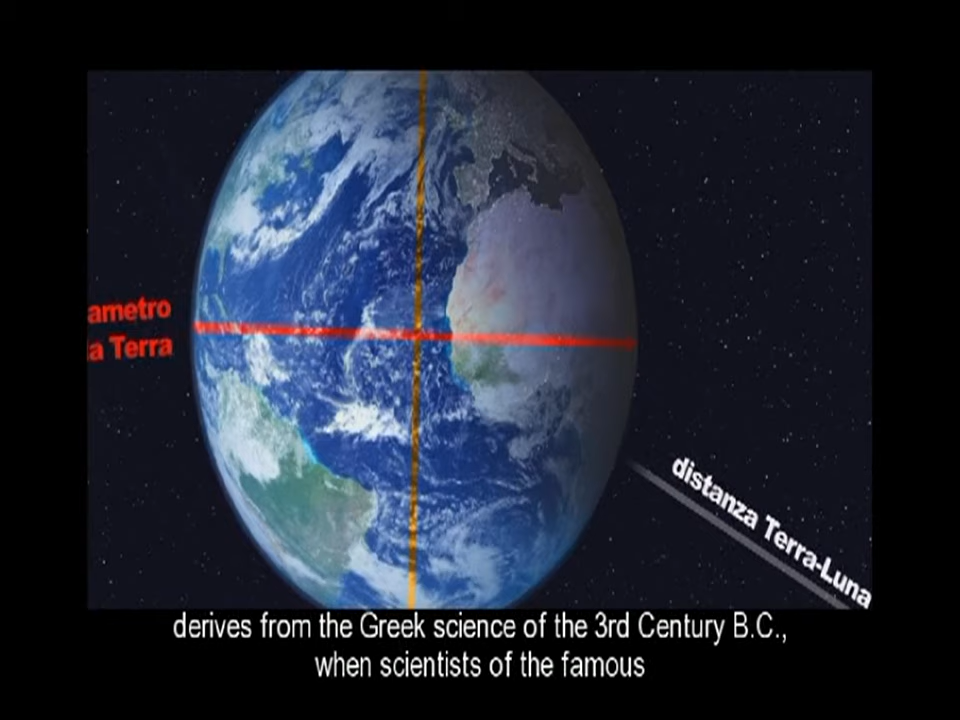 ametro
la Terra
distanza Terra-Luna
derives from the Greek science of the 3rd Century B.C.,
when scientists of the famous